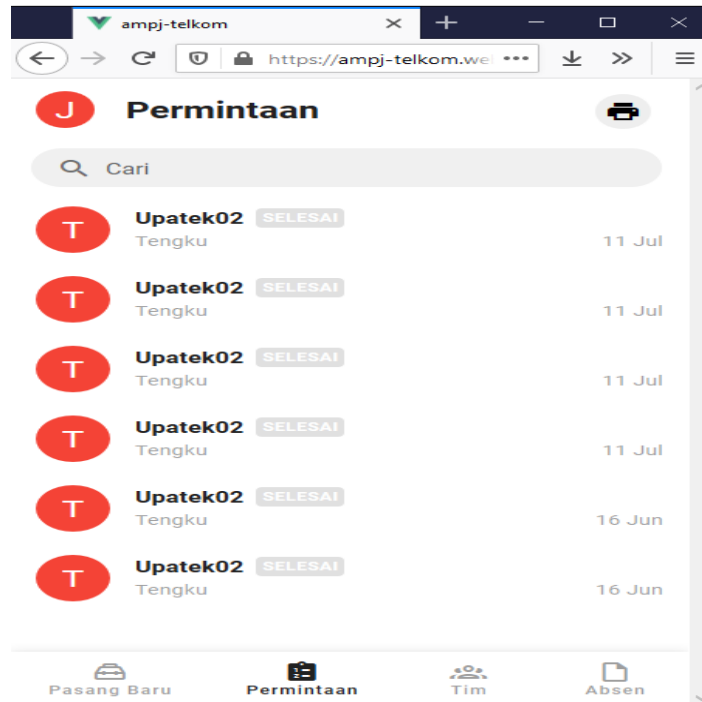 ampj-telkom
https://ampj-telkom.we
J Permintaan
Cari
T Upatek02 SELESAI
Tengku 11 Jul
T Upatek02 SELESAI
Tengku 11 Jul
T Upatek02 SELESAI
Tengku 11 Jul
T Upatek02 SELESAI
Tengku 11 Jul
T Upatek02 SELESAI
Tengku 16 Jun
T Upatek02 SELESAI
Tengku 16 Jun
Pasang Baru Permintaan Tim Absen